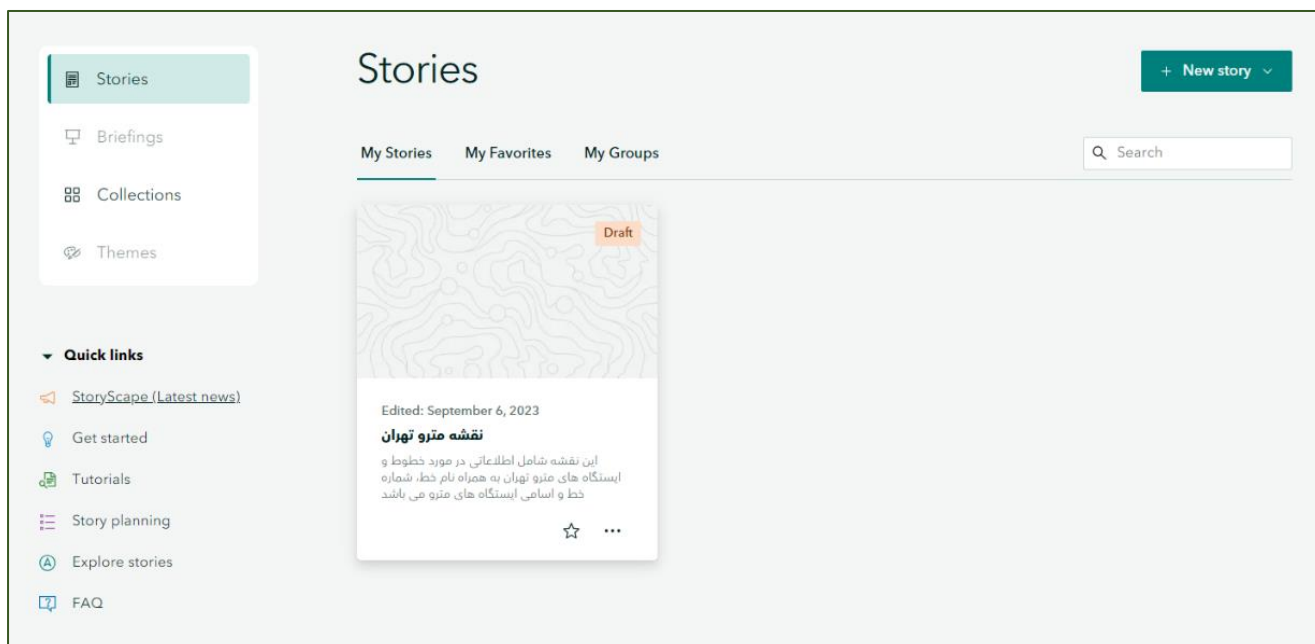 Stories
Briefings
Collections
Themes
Quick links
StoryScape (Latest news)
Get started
Tutorials
Story planning
Explore stories
FAQ
Stories
+ New story
My Stories My Favorites My Groups
Search
Draft
Edited: September 6, 2023
نقشه مترو تهران
این نقشه شامل اطلاعاتی در مورد خطوط و
ایستگاه های مترو تهران به همراه نام خط، شماره
خط و اسامی ایستگاه های مترو می باشد